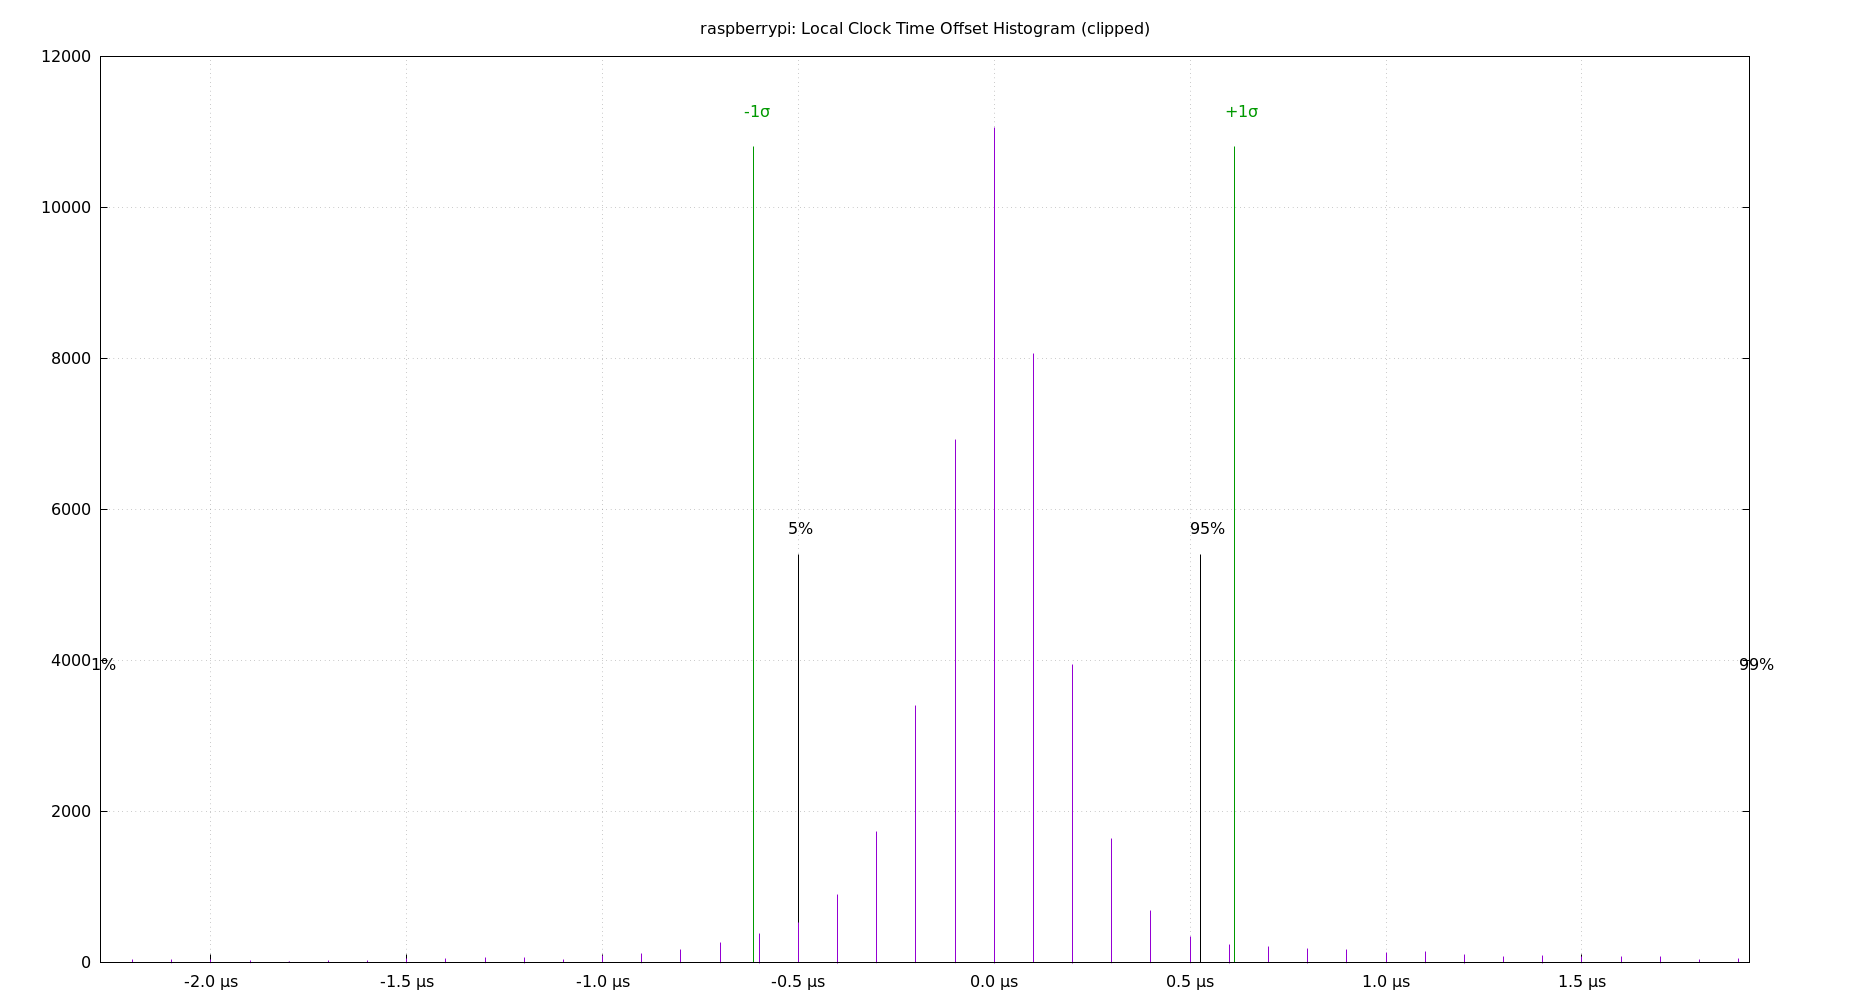 raspberrypi: Local Clock Time Offset Histogram (clipped)
12000
-1σ
+1σ
10000
8000
6000
5%
95%
4000
1%
99%
2000
0
-2.0 µs
-1.5 µs
-1.0 µs
-0.5 µs
0.0 µs
0.5 µs
1.0 µs
1.5 µs